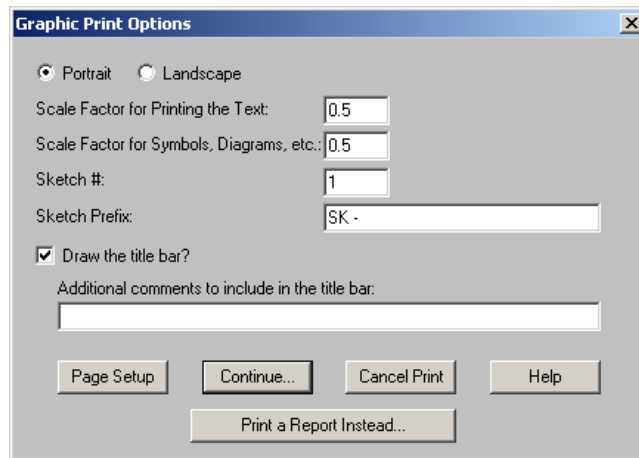 Graphic Print Options
Portrait Landscape
Scale Factor for Printing the Text: 0.5
Scale Factor for Symbols, Diagrams, etc.: 0.5
Sketch #: 1
Sketch Prefix: SK -
Draw the title bar?
Additional comments to include in the title bar:
Page Setup Continue... Cancel Print Help
Print a Report Instead...